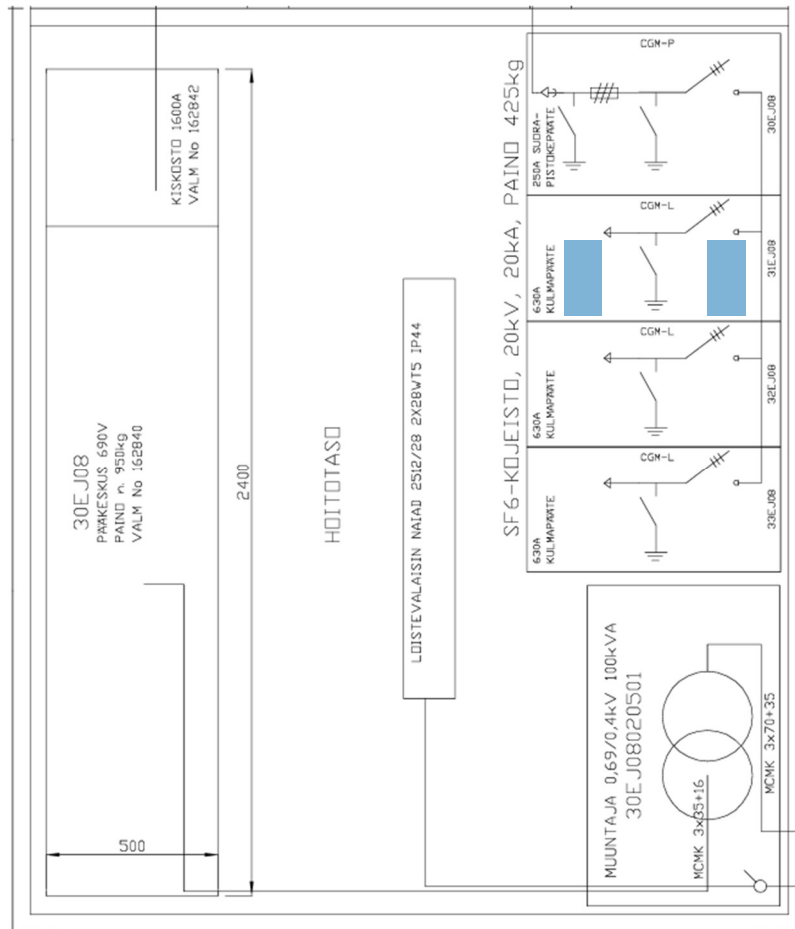 KISKOSTO 1600A
VALM No 162842
30EJ08
PÄÄKESKUS 690V
PAINO n. 950kg
VALM No 162840
2400
500
HOITOTASO
LOISTEVALAISIN NAIAD 2512/28 2X28WT5 IP44
SF6-KOJEISTO, 20kV, 20kA, PAINO 425kg
CGM-P
250A SUORA-
PISTOKEPÄÄTE
30EJ08
CGM-L
630A
KULMAPÄÄTE
31EJ08
CGM-L
630A
KULMAPÄÄTE
32EJ08
CGM-L
630A
KULMAPÄÄTE
33EJ08
MUUNTAJA 0,69/0,4kV 100kVA
30EJ08020501
MCMK 3x35+16
MCMK 3x70+35